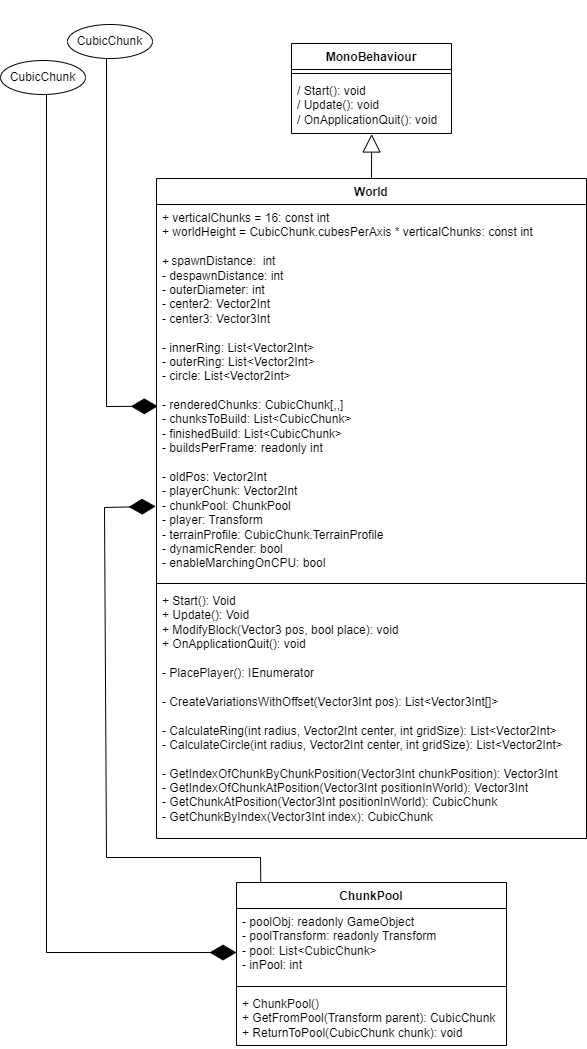 CubicChunk
CubicChunk
MonoBehaviour
/ Start(): void
/ Update(): void
/ OnApplicationQuit(): void
World
+ verticalChunks = 16: const int
+ worldHeight = CubicChunk.cubesPerAxis * verticalChunks: const int
+ spawnDistance: int
- despawnDistance: int
- outerDiameter: int
- center2: Vector2Int
- center3: Vector3Int
- innerRing: List<Vector2Int>
- outerRing: List<Vector2Int>
- circle: List<Vector2Int>
- renderedChunks: CubicChunk[,,]
- chunksToBuild: List<CubicChunk>
- finishedBuild: List<CubicChunk>
- buildsPerFrame: readonly int
- oldPos: Vector2Int
- playerChunk: Vector2Int
- chunkPool: ChunkPool
- player: Transform
- terrainProfile: CubicChunk.TerrainProfile
- dynamicRender: bool
- enableMarchingOnCPU: bool
+ Start(): Void
+ Update(): Void
+ ModifyBlock(Vector3 pos, bool place): void
+ OnApplicationQuit(): void
- PlacePlayer(): IEnumerator
- CreateVariationsWithOffset(Vector3Int pos): List<Vector3Int[]>
- CalculateRing(int radius, Vector2Int center, int gridSize): List<Vector2Int>
- CalculateCircle(int radius, Vector2Int center, int gridSize): List<Vector2Int>
- GetIndexOfChunkByChunkPosition(Vector3Int chunkPosition): Vector3Int
- GetIndexOfChunkAtPosition(Vector3Int positionInWorld): Vector3Int
- GetChunkAtPosition(Vector3Int positionInWorld): CubicChunk
- GetChunkByIndex(Vector3Int index): CubicChunk
ChunkPool
- poolObj: readonly GameObject
- poolTransform: readonly Transform
- pool: List<CubicChunk>
- inPool: int
+ ChunkPool()
+ GetFromPool(Transform parent): CubicChunk
+ ReturnToPool(CubicChunk chunk): void